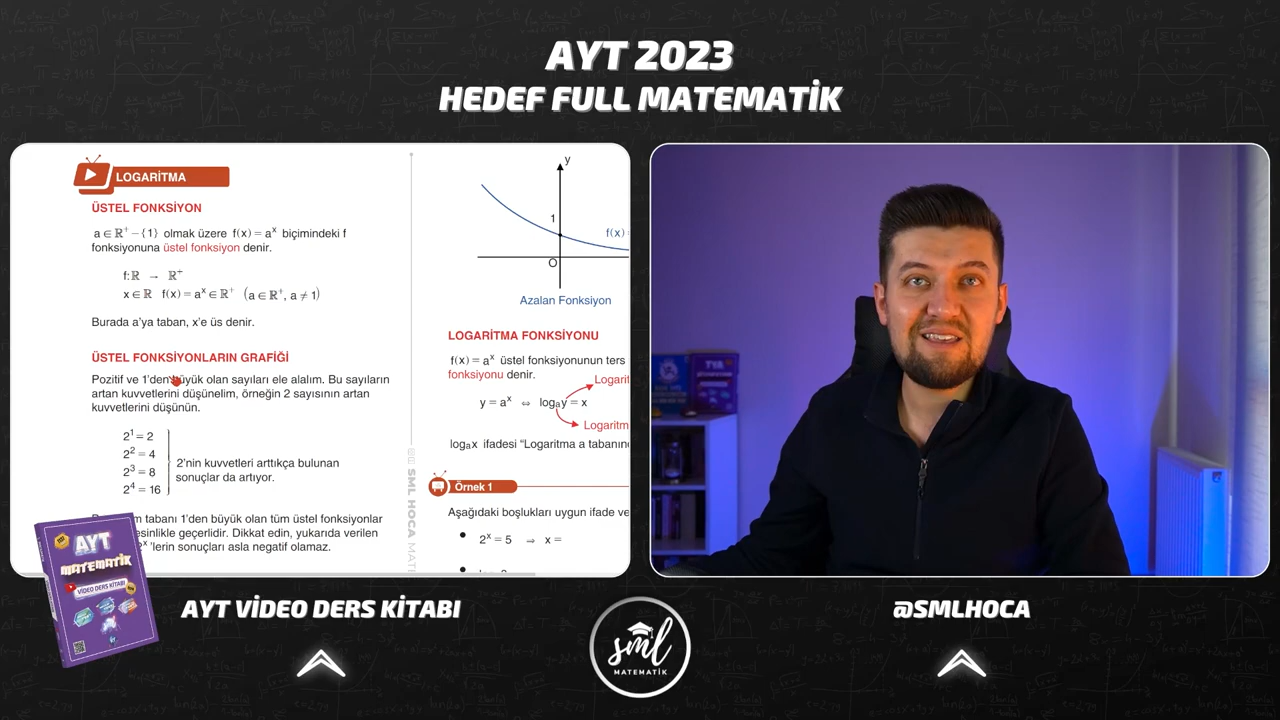 AYT 2023
HEDEF FULL MATEMATİK
LOGARİTMA
ÜSTEL FONKSİYON
a ∈ ℝ⁺ – {1} olmak üzere f(x) = aˣ biçimindeki f
fonksiyonuna üstel fonksiyon denir.
f: ℝ → ℝ⁺
x ∈ ℝ f(x) = aˣ ∈ ℝ⁺ (a ∈ ℝ⁺, a ≠ 1)
Burada a'ya taban, x'e üs denir.
ÜSTEL FONKSİYONLARIN GRAFİĞİ
Pozitif ve 1'den büyük olan sayıları ele alalım. Bu sayıların
artan kuvvetlerini düşünelim, örneğin 2 sayısının artan
kuvvetlerini düşünün.
2¹ = 2
2² = 4
2³ = 8
2⁴ = 16
2'nin kuvvetleri arttıkça bulunan
sonuçlar da artıyor.
tabanı 1'den büyük olan tüm üstel fonksiyonlar
geçerlidir. Dikkat edin, yukarıda verilen
'lerin sonuçları asla negatif olamaz.
SML HOCA
y
1
f(x)
O
Azalan Fonksiyon
LOGARİTMA FONKSİYONU
f(x) = aˣ üstel fonksiyonunun ters
fonksiyonu denir.
Logarit
y = aˣ ⇔ logₐy = x
Logaritm
logₐx ifadesi "Logaritma a tabanınd
Örnek 1
Aşağıdaki boşlukları uygun ifade ve
• 2ˣ = 5 ⇒ x =
AYT
MATEMATİK
VİDEO DERS KİTABI
AYT VİDEO DERS KİTABI
sml
MATEMATİK
@SMLHOCA